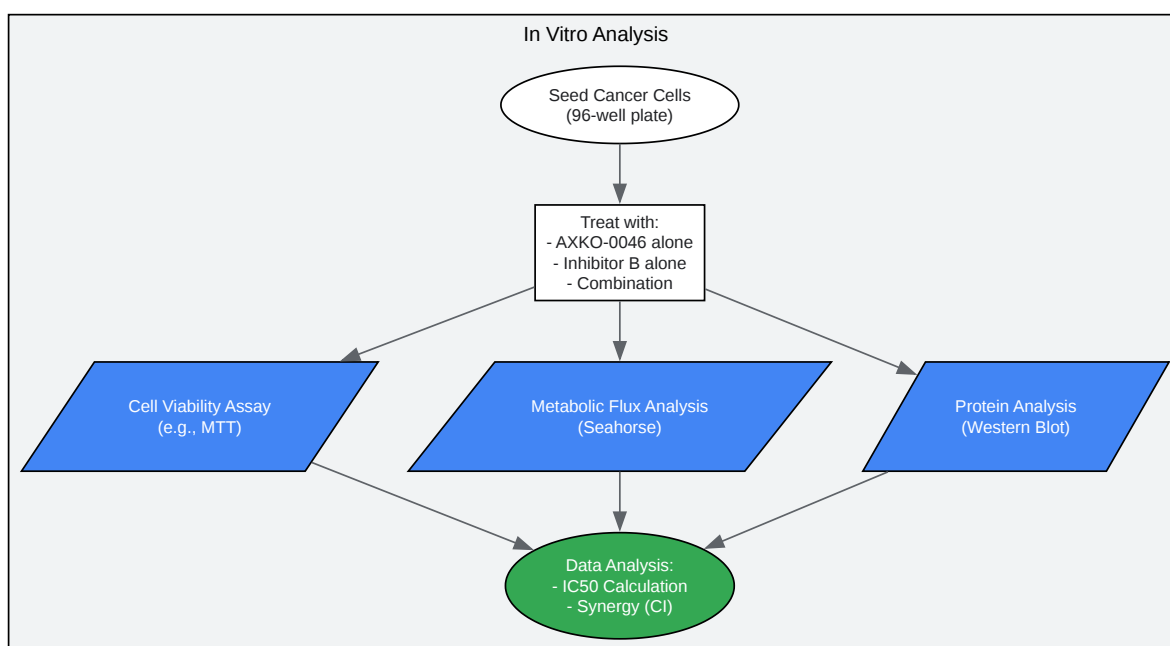 In Vitro Analysis
Seed Cancer Cells
(96-well plate)
Treat with:
- AXKO-0046 alone
- Inhibitor B alone
- Combination
Cell Viability Assay
(e.g., MTT)
Metabolic Flux Analysis
(Seahorse)
Protein Analysis
(Western Blot)
Data Analysis:
- IC50 Calculation
- Synergy (CI)